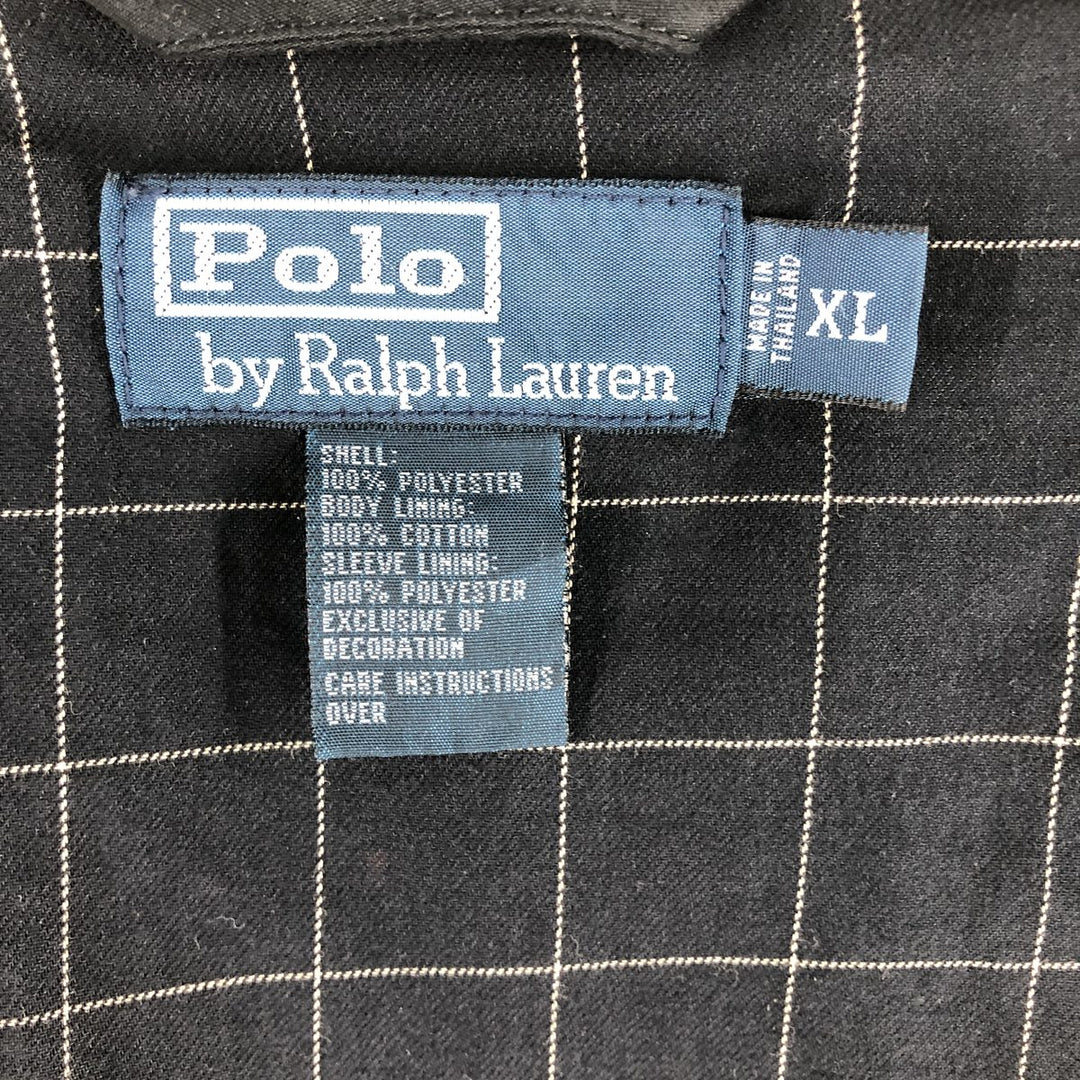 Polo
by Ralph Lauren
MADE IN
THAILAND
XL
SHELL:
100% POLYESTER
BODY LINING:
100% COTTON
SLEEVE LINING:
100% POLYESTER
EXCLUSIVE OF
DECORATION
CARE INSTRUCTIONS
OVER